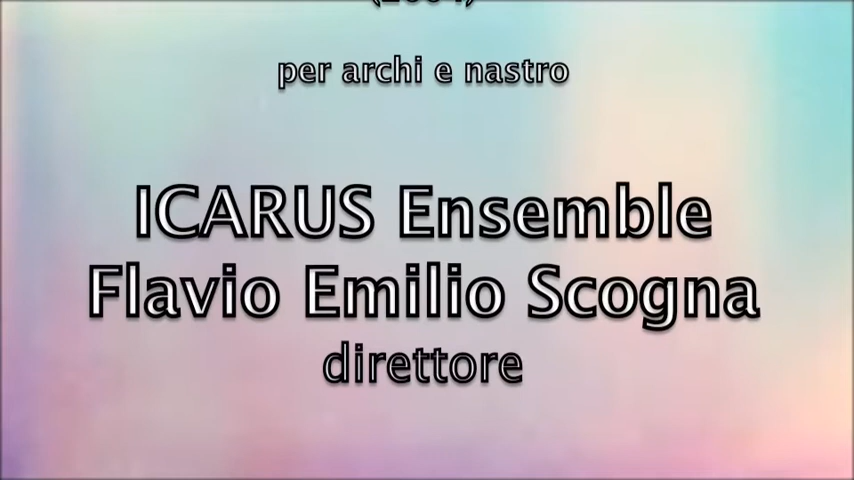 per archi e nastro
ICARUS Ensemble
Flavio Emilio Scogna
direttore